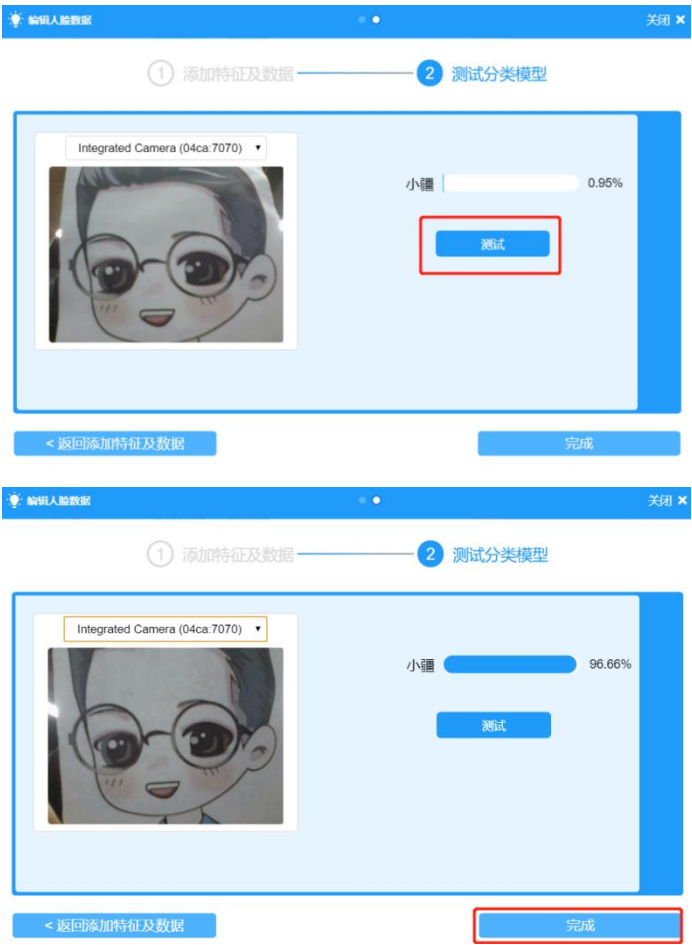 编辑人脸数据
关闭 ×
1 添加特征及数据
2 测试分类模型
Integrated Camera (04ca:7070)
小疆 0.95%
测试
< 返回添加特征及数据
完成
编辑人脸数据
关闭 ×
1 添加特征及数据
2 测试分类模型
Integrated Camera (04ca:7070)
小疆 96.66%
测试
< 返回添加特征及数据
完成